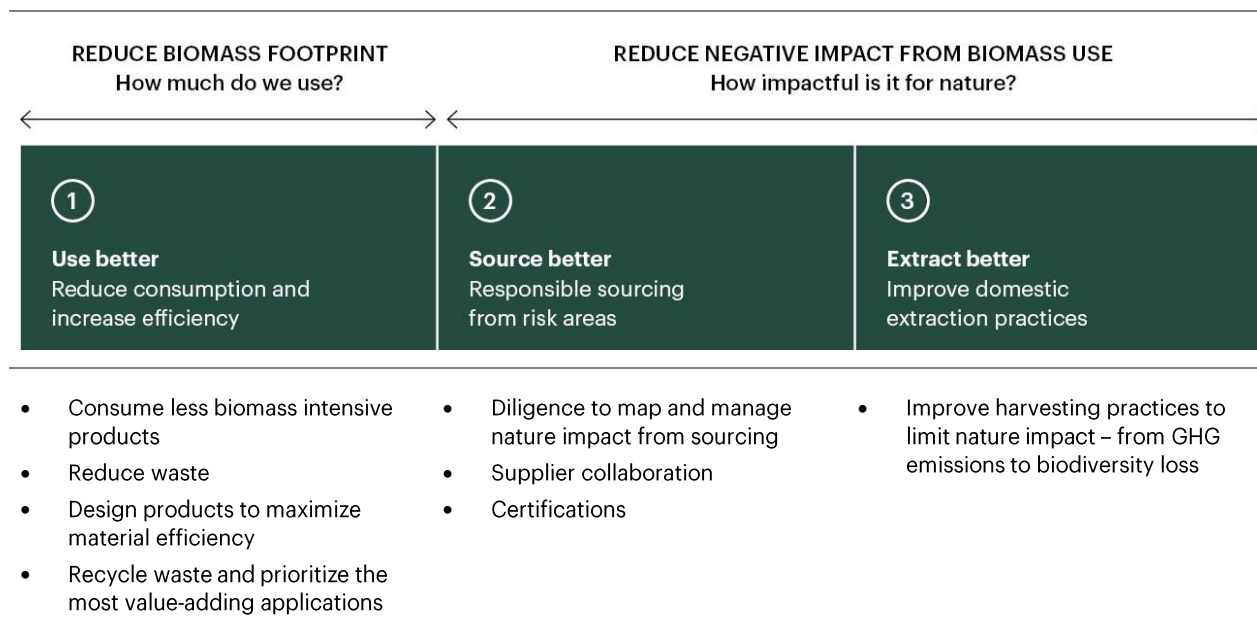 REDUCE BIOMASS FOOTPRINT
How much do we use?
REDUCE NEGATIVE IMPACT FROM BIOMASS USE
How impactful is it for nature?
1
Use better
Reduce consumption and
increase efficiency
2
Source better
Responsible sourcing
from risk areas
3
Extract better
Improve domestic
extraction practices
• Consume less biomass intensive
products
• Reduce waste
• Design products to maximize
material efficiency
• Recycle waste and prioritize the
most value-adding applications
• Diligence to map and manage
nature impact from sourcing
• Supplier collaboration
• Certifications
• Improve harvesting practices to
limit nature impact – from GHG
emissions to biodiversity loss